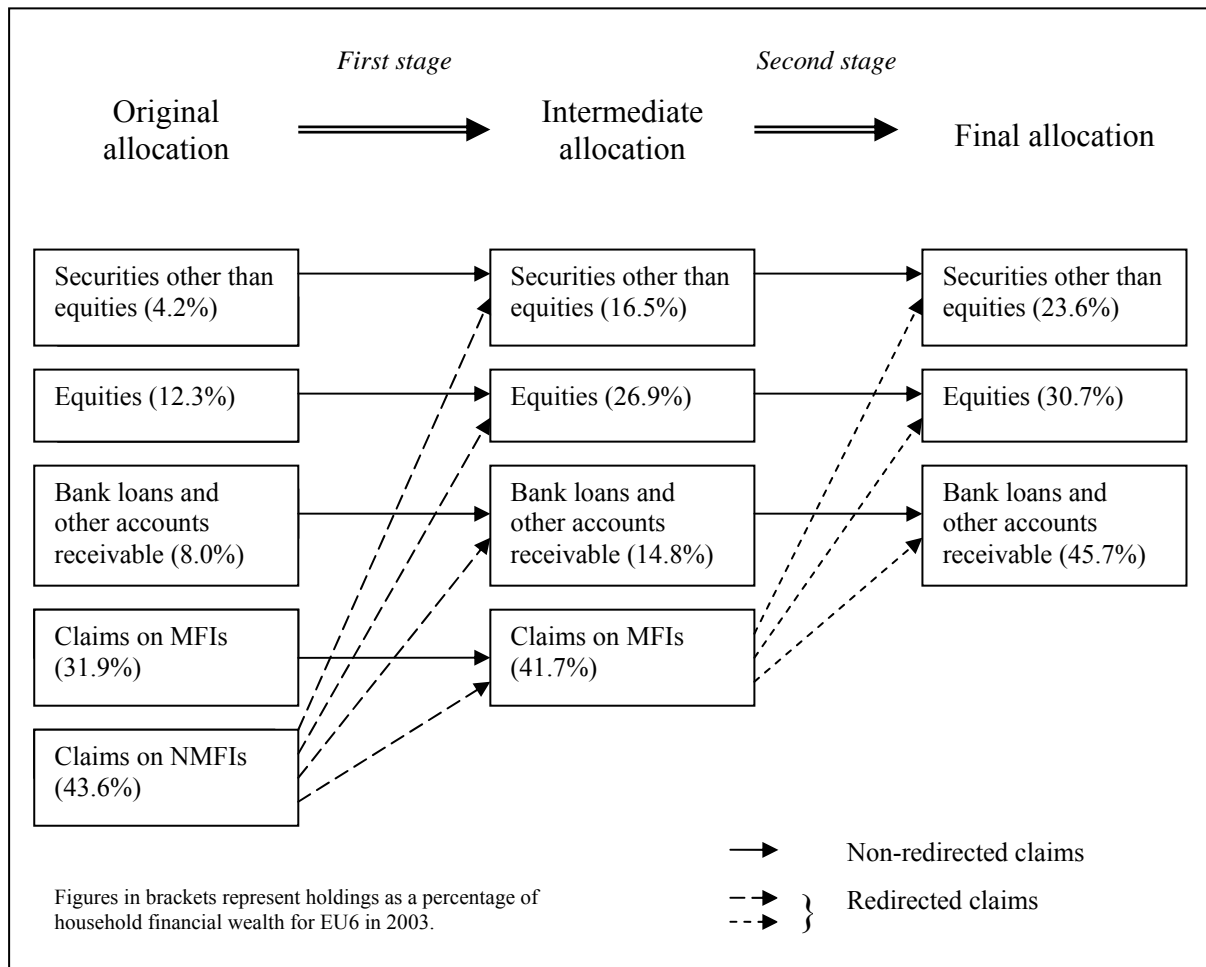 First stage
Second stage
Original
allocation
Intermediate
allocation
Final allocation
Securities other than
equities (4.2%)
Securities other than
equities (16.5%)
Securities other than
equities (23.6%)
Equities (12.3%)
Equities (26.9%)
Equities (30.7%)
Bank loans and
other accounts
receivable (8.0%)
Bank loans and
other accounts
receivable (14.8%)
Bank loans and
other accounts
receivable (45.7%)
Claims on MFIs
(31.9%)
Claims on MFIs
(41.7%)
Claims on NMFIs
(43.6%)
Non-redirected claims
Redirected claims
Figures in brackets represent holdings as a percentage of
household financial wealth for EU6 in 2003.